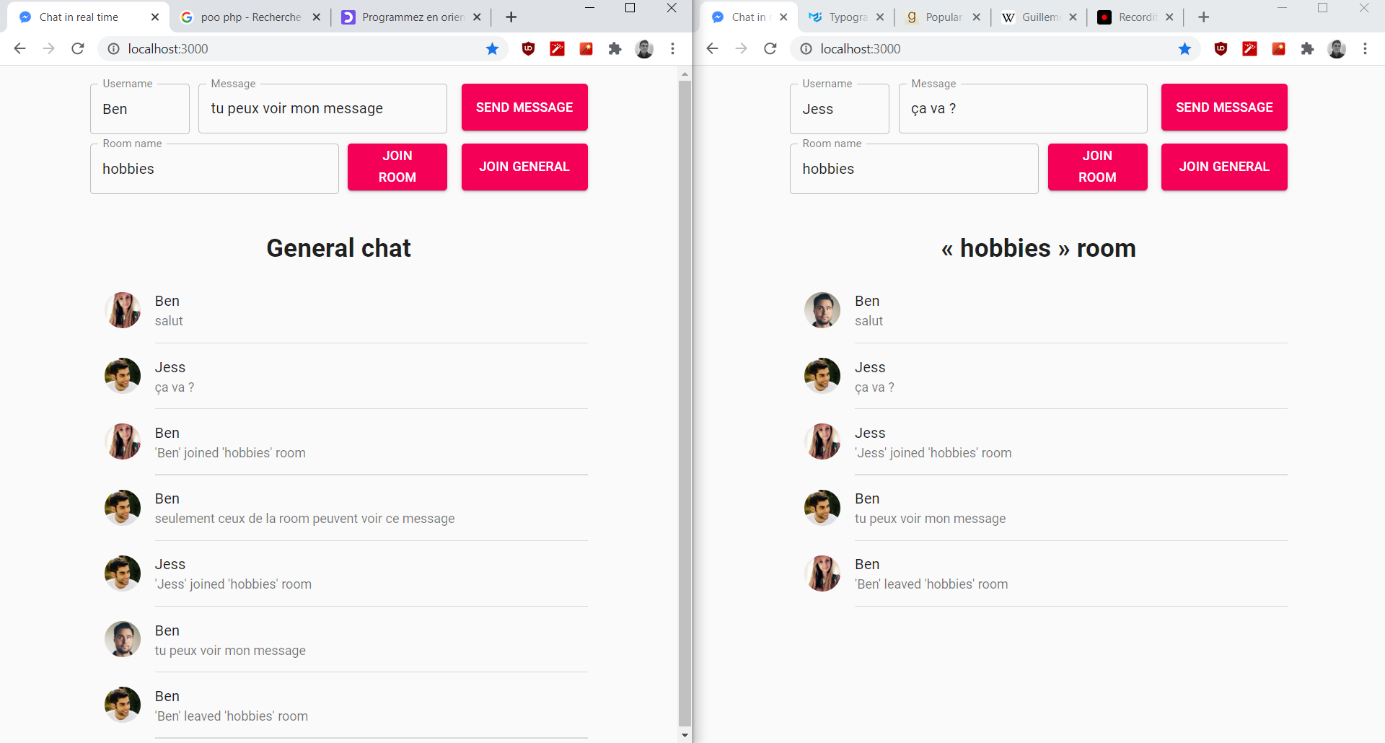 Chat in real time
poo php - Recherche
Programmez en orien
localhost:3000
Username
Ben
Message
tu peux voir mon message
SEND MESSAGE
Room name
hobbies
JOIN
ROOM
JOIN GENERAL
General chat
Ben
salut
Jess
ça va ?
Ben
'Ben' joined 'hobbies' room
Ben
seulement ceux de la room peuvent voir ce message
Jess
'Jess' joined 'hobbies' room
Ben
tu peux voir mon message
Ben
'Ben' leaved 'hobbies' room
Chat in r
Typogra
Popular
Guillem
Recordi
localhost:3000
Username
Jess
Message
ça va ?
SEND MESSAGE
Room name
hobbies
JOIN
ROOM
JOIN GENERAL
« hobbies » room
Ben
salut
Jess
ça va ?
Jess
'Jess' joined 'hobbies' room
Ben
tu peux voir mon message
Ben
'Ben' leaved 'hobbies' room